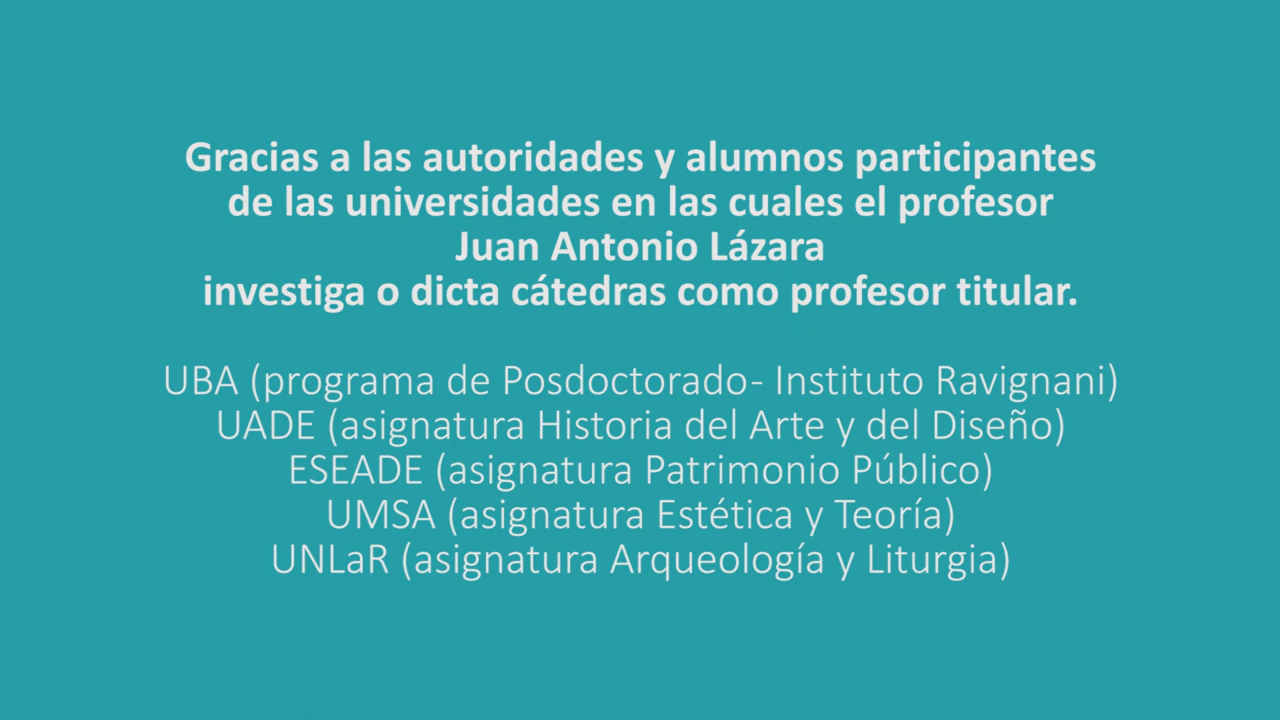 Gracias a las autoridades y alumnos participantes
de las universidades en las cuales el profesor
Juan Antonio Lázara
investiga o dicta cátedras como profesor titular.
UBA (programa de Posdoctorado- Instituto Ravignani)
UADE (asignatura Historia del Arte y del Diseño)
ESEADE (asignatura Patrimonio Público)
UMSA (asignatura Estética y Teoría)
UNLaR (asignatura Arqueología y Liturgia)